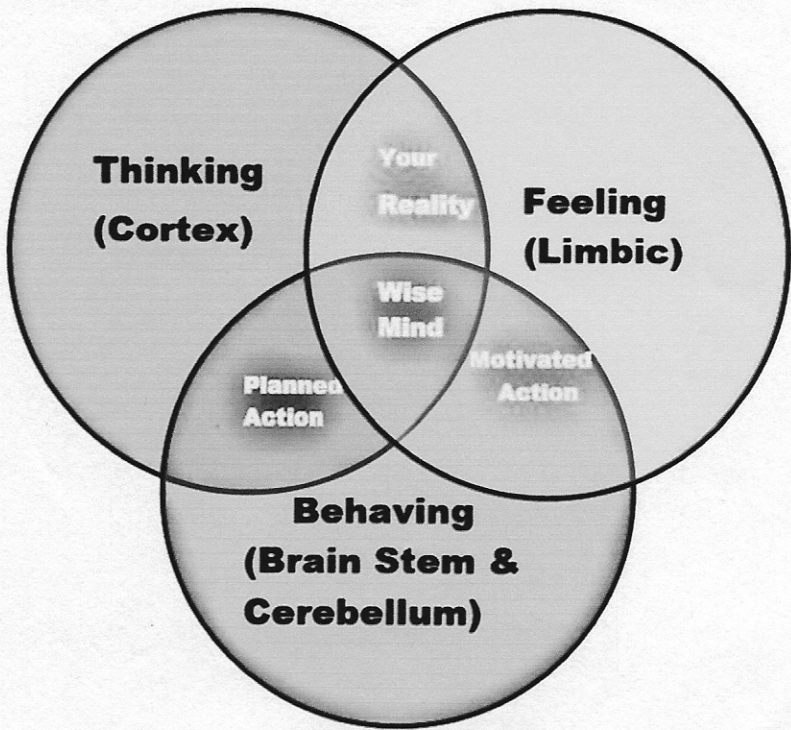 Thinking
(Cortex)
Your
Reality
Feeling
(Limbic)
Wise
Mind
Planned
Action
Motivated
Action
Behaving
(Brain Stem &
Cerebellum)